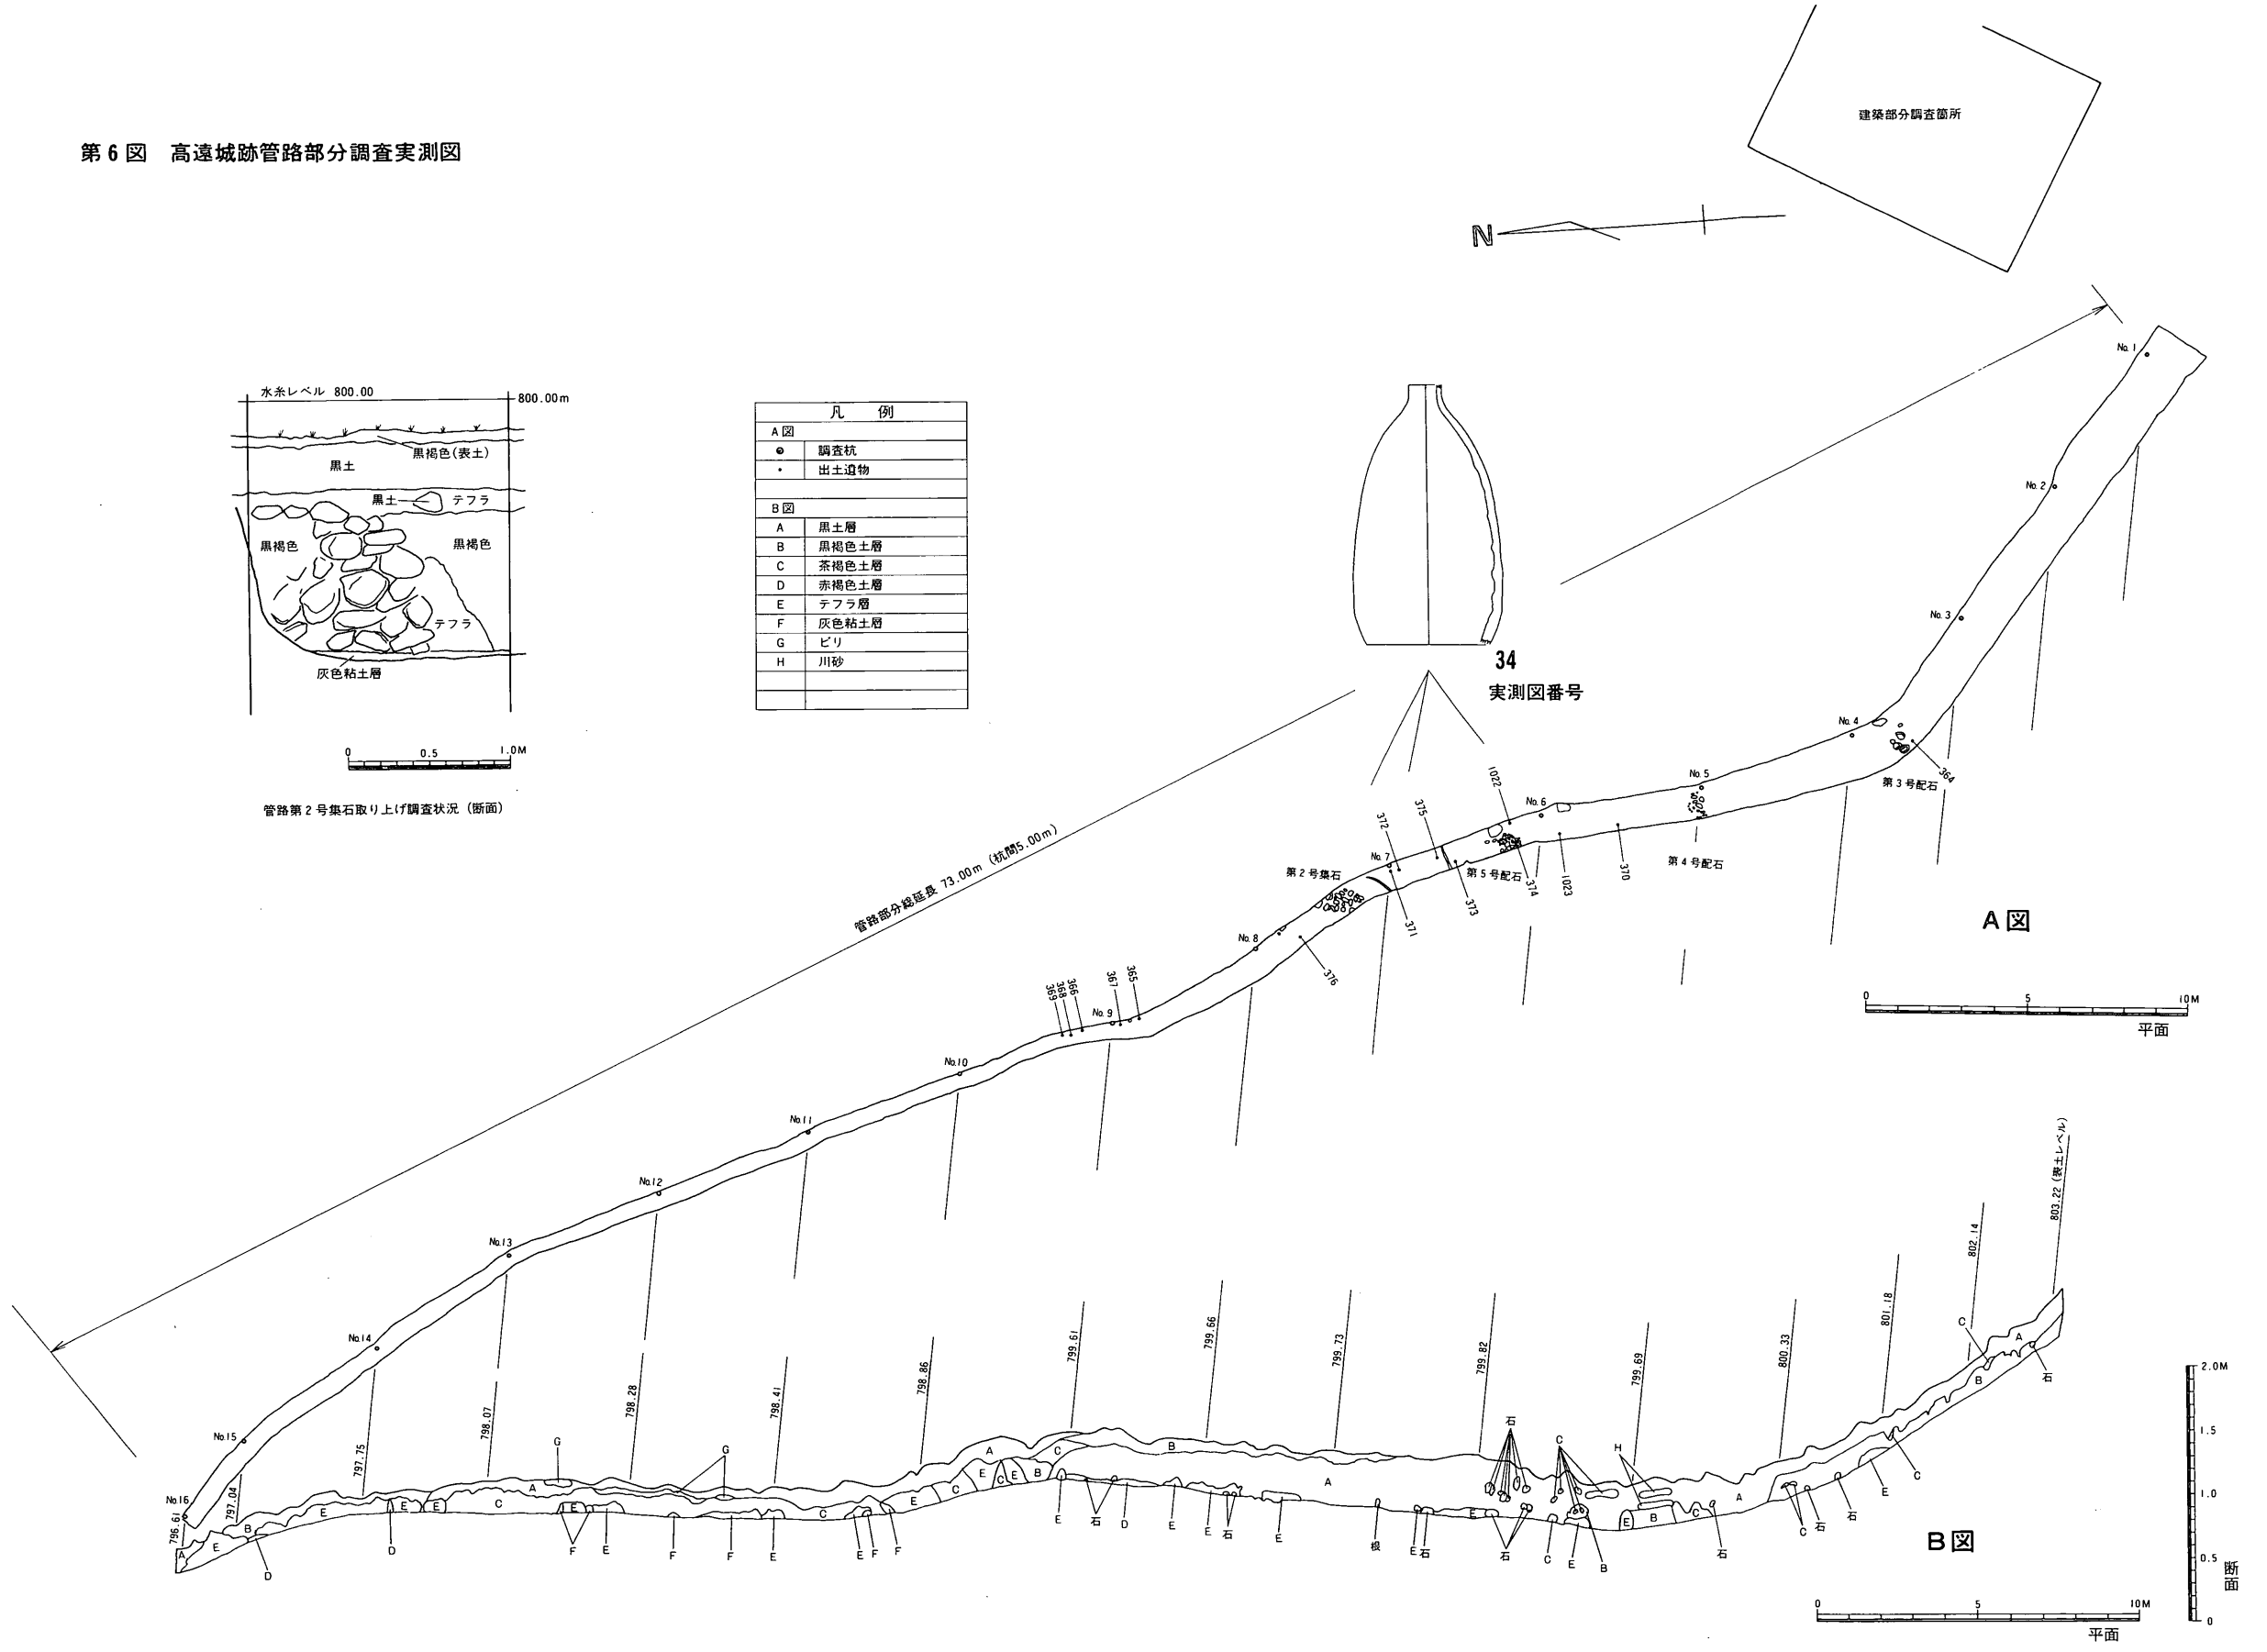 第6図 高遠城跡管路部分調査実測図
建築部分調査箇所
N
水糸レベル 800.00
800.00m
黒褐色(表土)
黒土
黒土
テフラ
黒褐色
黒褐色
テフラ
灰色粘土層
0 0.5 1.0M
管路第2号集石取り上げ調査状況(断面)
凡 例
A図
調査杭
出土遺物
B図
A 黒土層
B 黒褐色土層
C 茶褐色土層
D 赤褐色土層
E テフラ層
F 灰色粘土層
G ビリ
H 川砂
34
実測図番号
管路部分総延長 73.00m (杭間5.00m)
No.1
No.2
No.3
No.4
364
第3号配石
No.5
第4号配石
370
No.6
1022
1023
374
第5号配石
373
375
372
No.7
371
第2号集石
376
No.8
365
367
No.9
366
368
369
No.10
No.11
No.12
No.13
No.14
No.15
No.16
A図
0 5 10M
平面
796.61
797.04
797.75
798.07
798.28
798.41
798.86
799.61
799.66
799.73
799.82
799.69
800.33
801.18
802.14
803.22(表土レベル)
G
G
A
C
B
A
石
C
H
C
A
B
石
A
E
C
E
C
E
B
A
A
E
B
C
C
E
B
E
E
E
C
E
C
E
A
E
D
D
F
E
F
F
E
E
F
F
E
石
D
E
E
石
E
根
E
石
石
C
E
B
石
C
石
石
E
C
B図
2.0M
1.5
1.0
0.5
0
断面
0 5 10M
平面